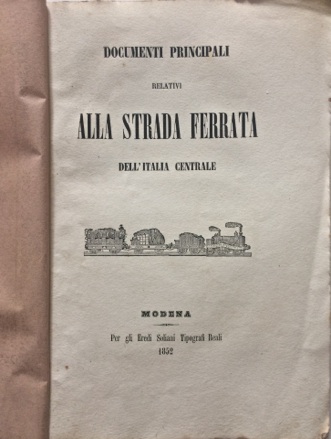 DOCUMENTI PRINCIPALI
RELATIVI
ALLA STRADA FERRATA
DELL'ITALIA CENTRALE
MODENA
Per gli Eredi Soliani Tipografi Reali
1852